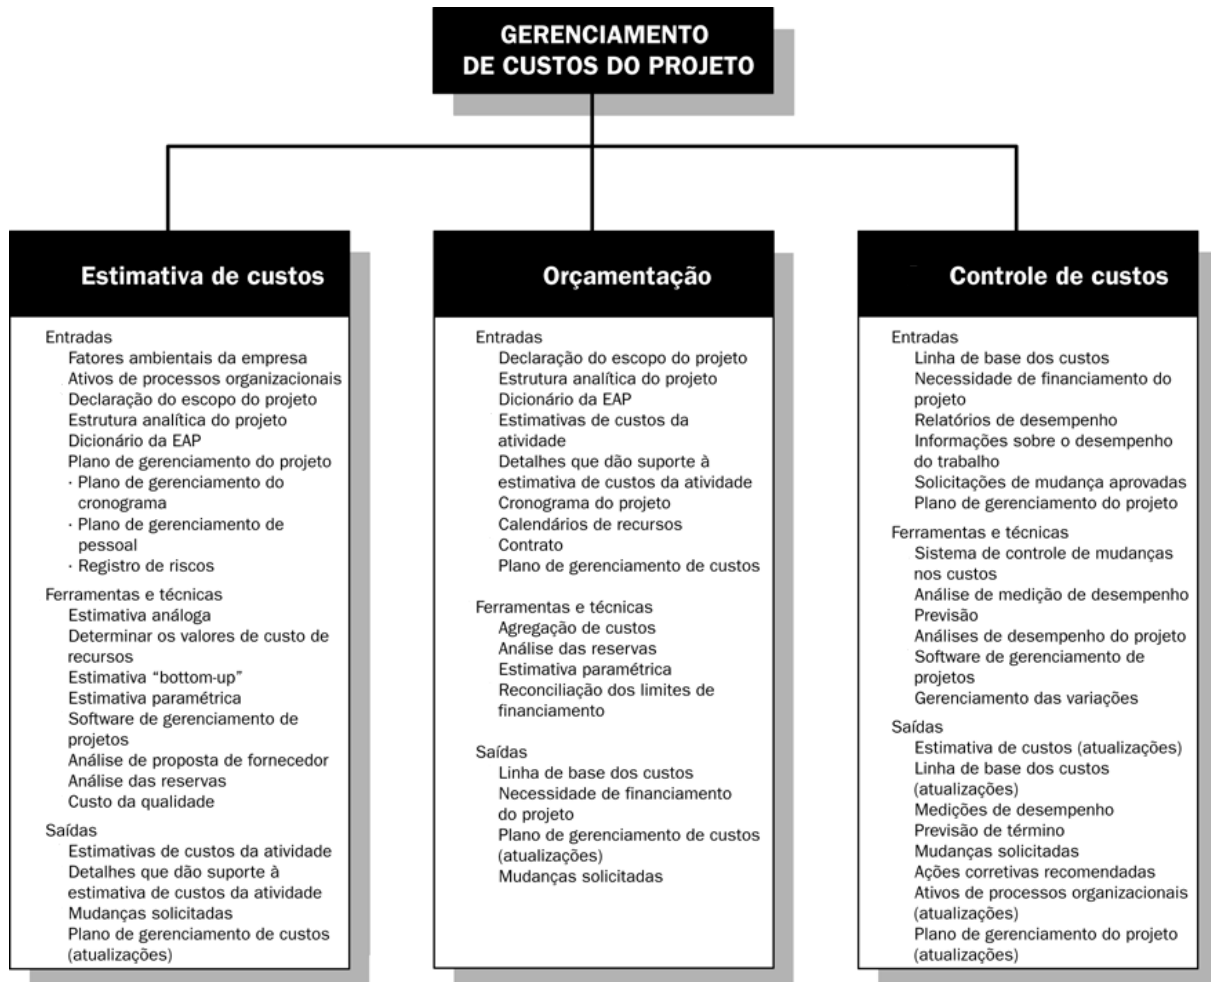 GERENCIAMENTO
DE CUSTOS DO PROJETO
Estimativa de custos
Entradas
Fatores ambientais da empresa
Ativos de processos organizacionais
Declaração do escopo do projeto
Estrutura analítica do projeto
Dicionário da EAP
Plano de gerenciamento do projeto
· Plano de gerenciamento do
cronograma
· Plano de gerenciamento de
pessoal
· Registro de riscos
Ferramentas e técnicas
Estimativa análoga
Determinar os valores de custo de
recursos
Estimativa “bottom-up”
Estimativa paramétrica
Software de gerenciamento de
projetos
Análise de proposta de fornecedor
Análise das reservas
Custo da qualidade
Saídas
Estimativas de custos da atividade
Detalhes que dão suporte à
estimativa de custos da atividade
Mudanças solicitadas
Plano de gerenciamento de custos
(atualizações)
Orçamentação
Entradas
Declaração do escopo do projeto
Estrutura analítica do projeto
Dicionário da EAP
Estimativas de custos da
atividade
Detalhes que dão suporte à
estimativa de custos da atividade
Cronograma do projeto
Calendários de recursos
Contrato
Plano de gerenciamento de custos
Ferramentas e técnicas
Agregação de custos
Análise das reservas
Estimativa paramétrica
Reconciliação dos limites de
financiamento
Saídas
Linha de base dos custos
Necessidade de financiamento
do projeto
Plano de gerenciamento de custos
(atualizações)
Mudanças solicitadas
Controle de custos
Entradas
Linha de base dos custos
Necessidade de financiamento do
projeto
Relatórios de desempenho
Informações sobre o desempenho
do trabalho
Solicitações de mudança aprovadas
Plano de gerenciamento do projeto
Ferramentas e técnicas
Sistema de controle de mudanças
nos custos
Análise de medição de desempenho
Previsão
Análises de desempenho do projeto
Software de gerenciamento de
projetos
Gerenciamento das variações
Saídas
Estimativa de custos (atualizações)
Linha de base dos custos
(atualizações)
Medições de desempenho
Previsão de término
Mudanças solicitadas
Ações corretivas recomendadas
Ativos de processos organizacionais
(atualizações)
Plano de gerenciamento do projeto
(atualizações)